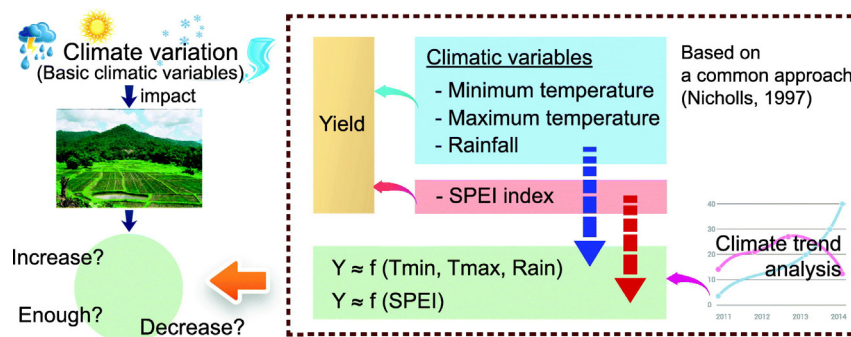 Climate variation
(Basic climatic variables)
impact
Increase?
Enough?
Decrease?
Yield
Climatic variables
- Minimum temperature
- Maximum temperature
- Rainfall
- SPEI index
Y ≈ f (Tmin, Tmax, Rain)
Y ≈ f (SPEI)
Based on
a common approach
(Nicholls, 1997)
40
30
20
10
0
Climate trend
analysis
2011 2012 2013 2014